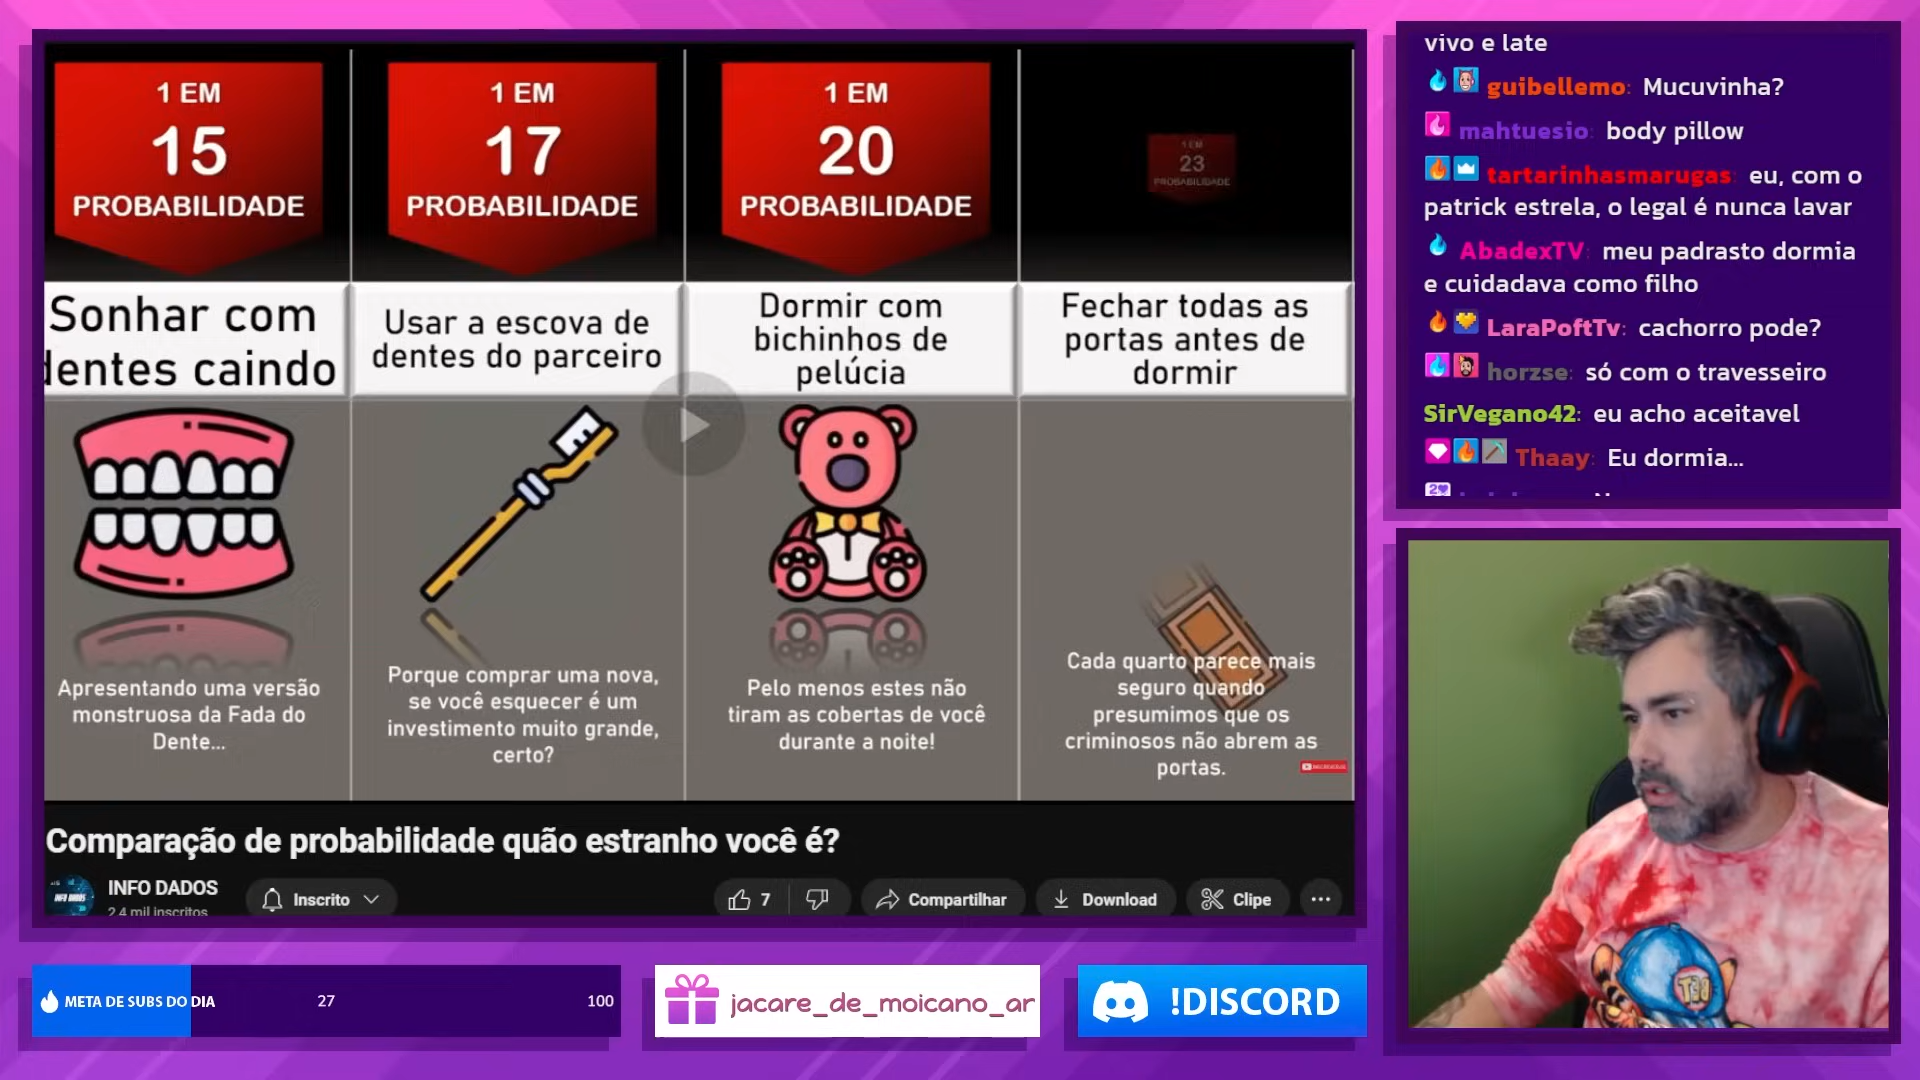 1 EM
15
PROBABILIDADE
1 EM
17
PROBABILIDADE
1 EM
20
PROBABILIDADE
1 EM
23
PROBABILIDADE
Sonhar com
dentes caindo
Usar a escova de
dentes do parceiro
Dormir com
bichinhos de
pelúcia
Fechar todas as
portas antes de
dormir
Apresentando uma versão
monstruosa da Fada do
Dente...
Porque comprar uma nova,
se você esquecer é um
investimento muito grande,
certo?
Pelo menos estes não
tiram as cobertas de você
durante a noite!
Cada quarto parece mais
seguro quando
presumimos que os
criminosos não abrem as
portas.
Comparação de probabilidade quão estranho você é?
INFO DADOS
2,4 mil inscritos
Inscrito
7
Compartilhar
Download
Clipe
vivo e late
guibellemo: Mucuvinha?
mahtuesio: body pillow
tartarinhasmarugas: eu, com o
patrick estrela, o legal é nunca lavar
AbadexTV: meu padrasto dormia
e cuidadava como filho
LaraPoftTv: cachorro pode?
horzse: só com o travesseiro
SirVegano42: eu acho aceitavel
Thaay: Eu dormia...
META DE SUBS DO DIA
27
100
jacare_de_moicano_ar
!DISCORD